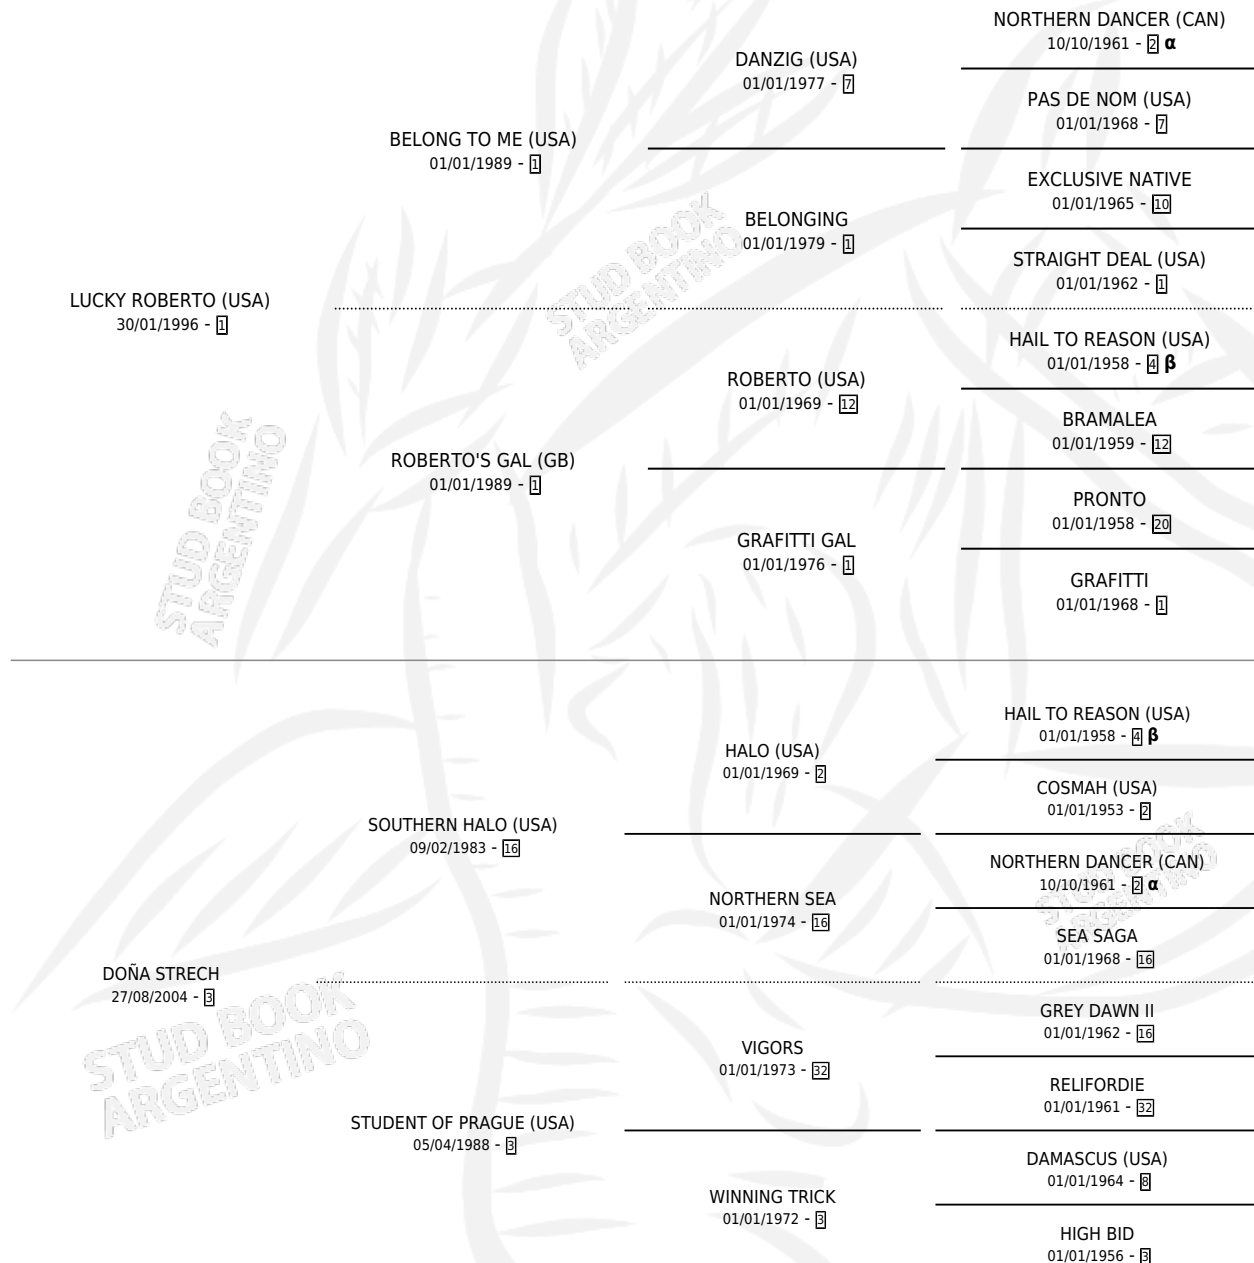 NORTHERN DANCER (CAN)
10/10/1961 - 2 α
DANZIG (USA)
01/01/1977 - 7
PAS DE NOM (USA)
01/01/1968 - 7
BELONG TO ME (USA)
01/01/1989 - 1
EXCLUSIVE NATIVE
01/01/1965 - 10
BELONGING
01/01/1979 - 1
STRAIGHT DEAL (USA)
01/01/1962 - 1
LUCKY ROBERTO (USA)
30/01/1996 - 1
HAIL TO REASON (USA)
01/01/1958 - 4 β
ROBERTO (USA)
01/01/1969 - 12
BRAMALEA
01/01/1959 - 12
ROBERTO'S GAL (GB)
01/01/1989 - 1
PRONTO
01/01/1958 - 20
GRAFITTI GAL
01/01/1976 - 1
GRAFITTI
01/01/1968 - 1
STUD BOOK
ARGENTINO
STUD BOOK
ARGENTINO
HAIL TO REASON (USA)
01/01/1958 - 4 β
HALO (USA)
01/01/1969 - 2
COSMAH (USA)
01/01/1953 - 2
SOUTHERN HALO (USA)
09/02/1983 - 16
NORTHERN DANCER (CAN)
10/10/1961 - 2 α
NORTHERN SEA
01/01/1974 - 16
SEA SAGA
01/01/1968 - 16
DOÑA STRECH
27/08/2004 - 3
GREY DAWN II
01/01/1962 - 16
VIGORS
01/01/1973 - 32
RELIFORDIE
01/01/1961 - 32
STUDENT OF PRAGUE (USA)
05/04/1988 - 3
DAMASCUS (USA)
01/01/1964 - 8
WINNING TRICK
01/01/1972 - 3
HIGH BID
01/01/1956 - 3
STUD BOOK
ARGENTINO
STUD BOOK
ARGENTINO